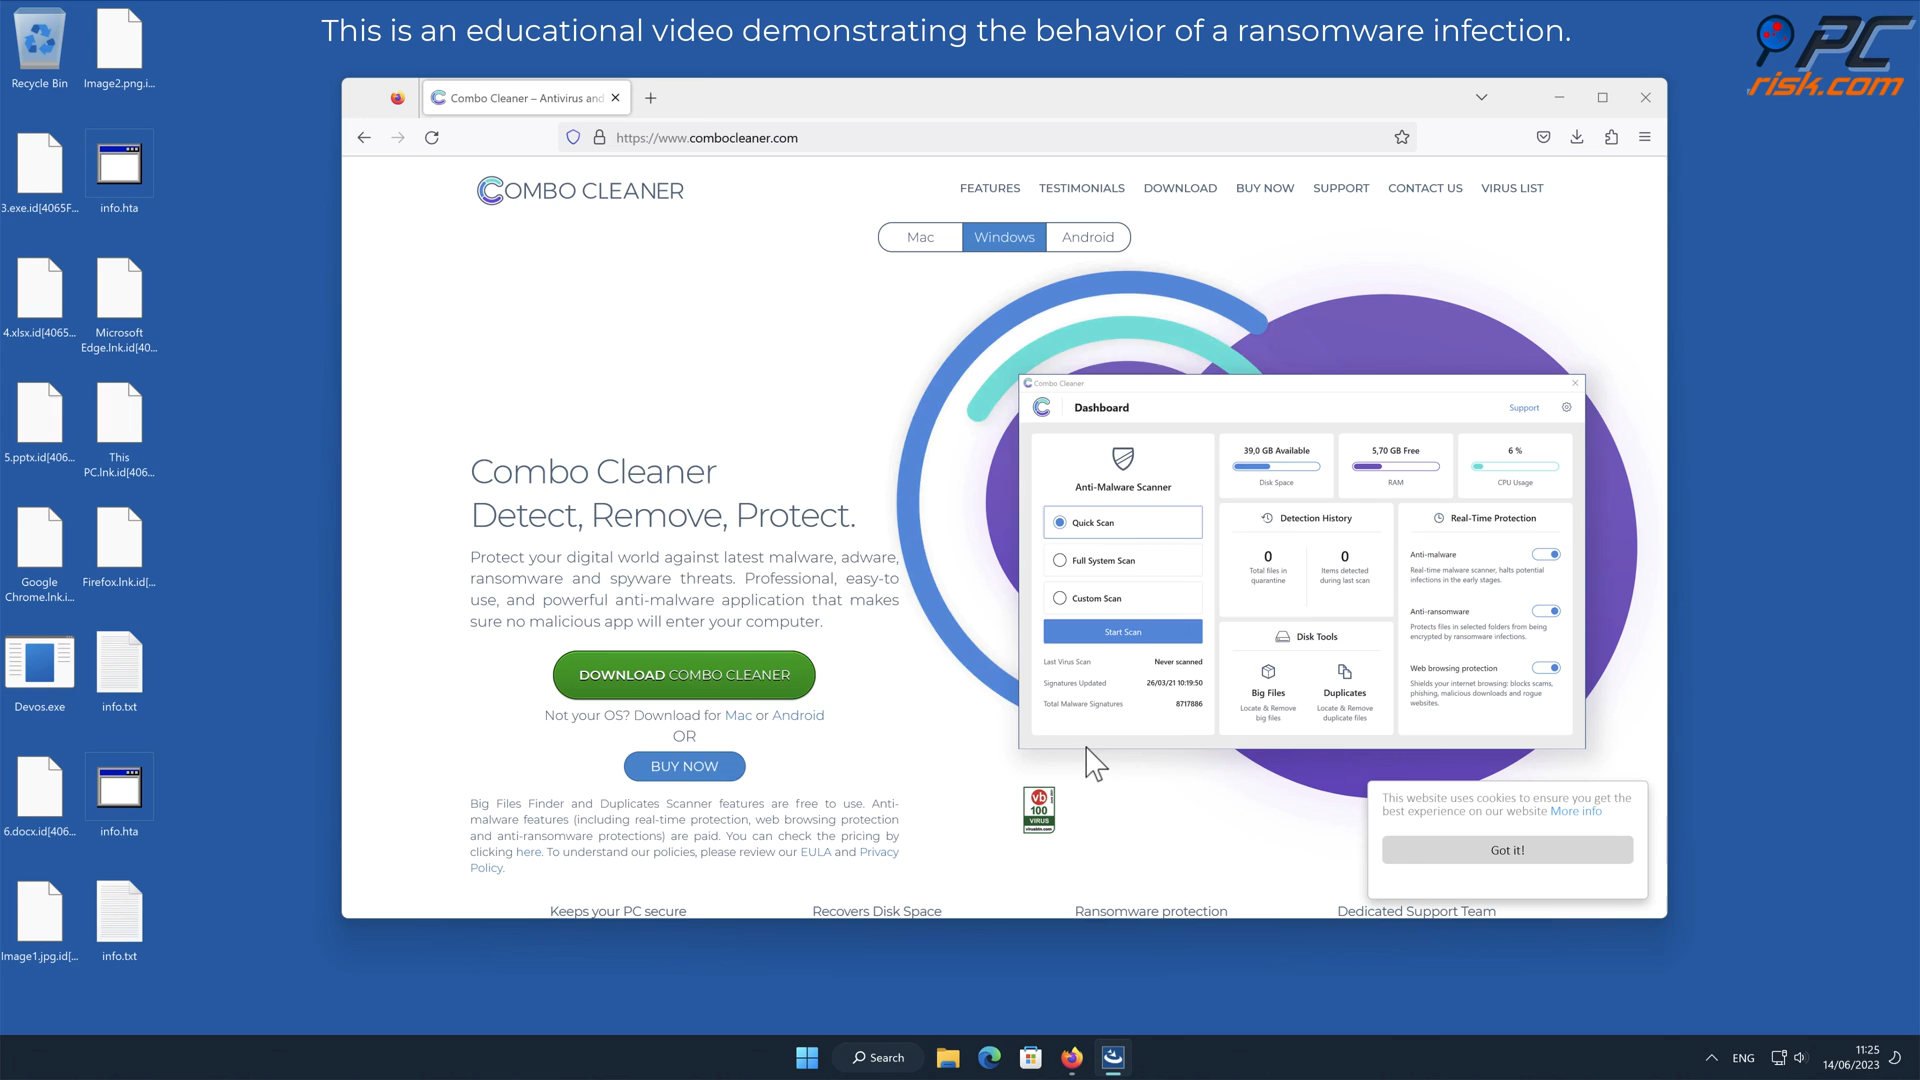 This is an educational video demonstrating the behavior of a ransomware infection.
PC
risk.com
Recycle Bin
Image2.png.i...
3.exe.id[4065F...
info.hta
4.xlsx.id[4065...
Microsoft
Edge.lnk.id[40...
5.pptx.id[406...
This
PC.lnk.id[406...
Google
Chrome.lnk.i...
Firefox.lnk.id[...
Devos.exe
info.txt
6.docx.id[406...
info.hta
Image1.jpg.id[...
info.txt
Combo Cleaner – Antivirus and
https://www.combocleaner.com
COMBO CLEANER
FEATURES
TESTIMONIALS
DOWNLOAD
BUY NOW
SUPPORT
CONTACT US
VIRUS LIST
Mac
Windows
Android
Combo Cleaner
Detect, Remove, Protect.
Protect your digital world against latest malware, adware,
ransomware and spyware threats. Professional, easy-to
use, and powerful anti-malware application that makes
sure no malicious app will enter your computer.
DOWNLOAD COMBO CLEANER
Not your OS? Download for Mac or Android
OR
BUY NOW
Big Files Finder and Duplicates Scanner features are free to use. Anti-
malware features (including real-time protection, web browsing protection
and anti-ransomware protections) are paid. You can check the pricing by
clicking here. To understand our policies, please review our EULA and Privacy
Policy.
Combo Cleaner
Dashboard
Support
Anti-Malware Scanner
Quick Scan
Full System Scan
Custom Scan
Start Scan
Last Virus Scan
Never scanned
Signatures Updated
26/03/21 10:19:50
Total Malware Signatures
8717886
39,0 GB Available
Disk Space
5,70 GB Free
RAM
6 %
CPU Usage
Detection History
0
Total files in
quarantine
0
Items detected
during last scan
Disk Tools
Big Files
Locate & Remove
big files
Duplicates
Locate & Remove
duplicate files
Real-Time Protection
Anti-malware
Real-time malware scanner, halts potential
infections in the early stages.
Anti-ransomware
Protects files in selected folders from being
encrypted by ransomware infections.
Web browsing protection
Shields your internet browsing: blocks scams,
phishing, malicious downloads and rogue
websites.
vb
100
VIRUS
virusbtn.com
This website uses cookies to ensure you get the
best experience on our website More info
Got it!
Keeps your PC secure
Recovers Disk Space
Ransomware protection
Dedicated Support Team
Search
ENG
11:25
14/06/2023